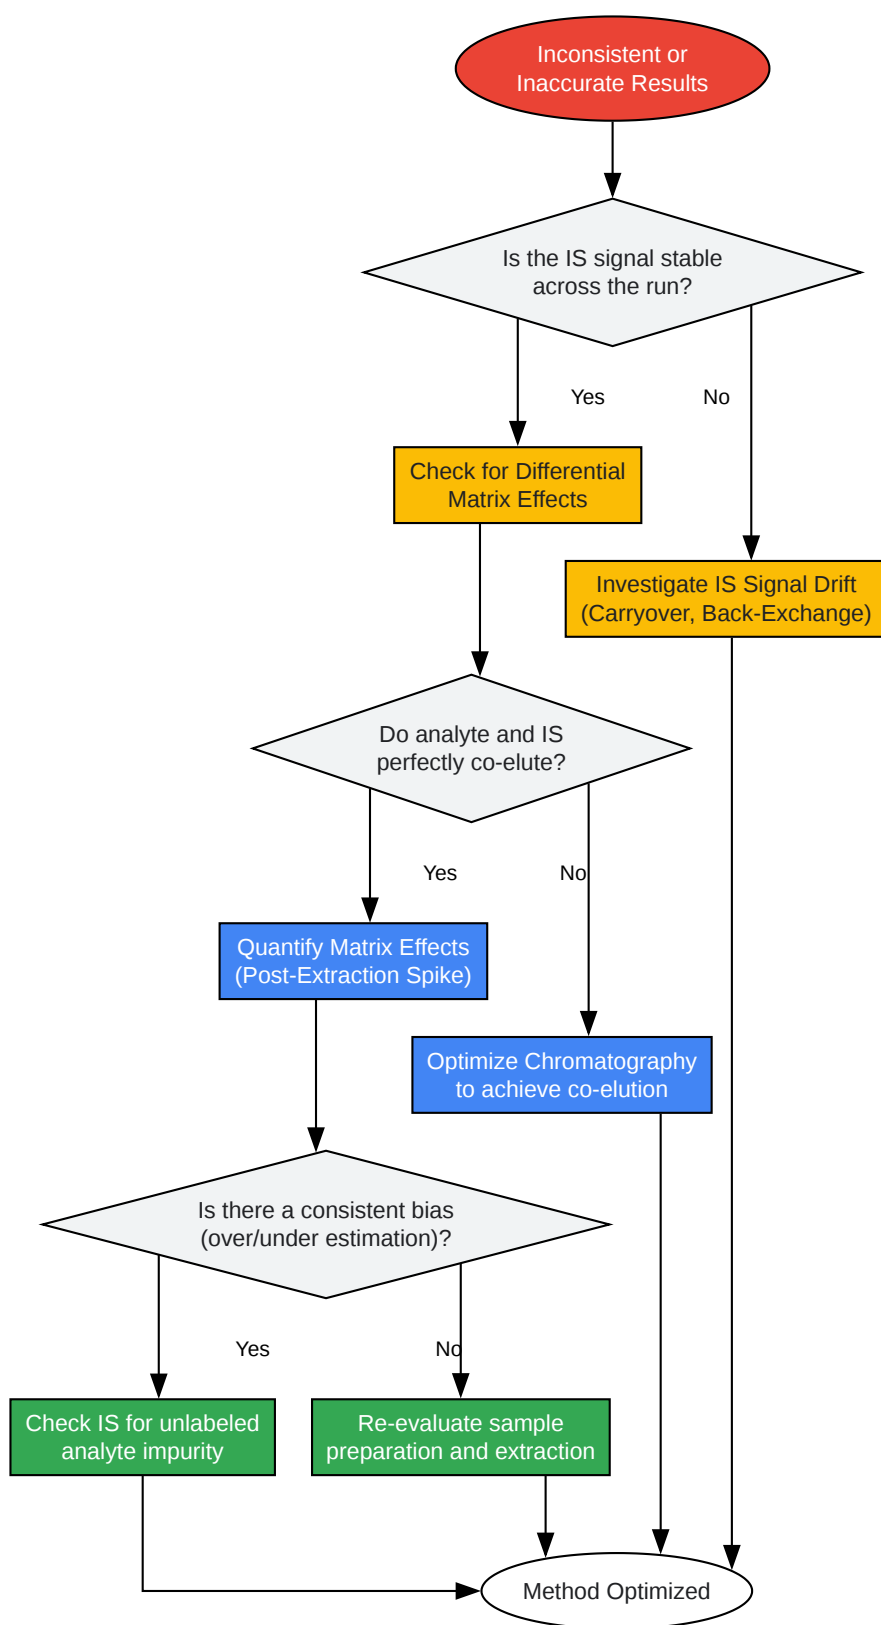 Inconsistent or
Inaccurate Results
Is the IS signal stable
across the run?
Yes
No
Check for Differential
Matrix Effects
Investigate IS Signal Drift
(Carryover, Back-Exchange)
Do analyte and IS
perfectly co-elute?
Yes
No
Quantify Matrix Effects
(Post-Extraction Spike)
Optimize Chromatography
to achieve co-elution
Is there a consistent bias
(over/under estimation)?
Yes
No
Check IS for unlabeled
analyte impurity
Re-evaluate sample
preparation and extraction
Method Optimized